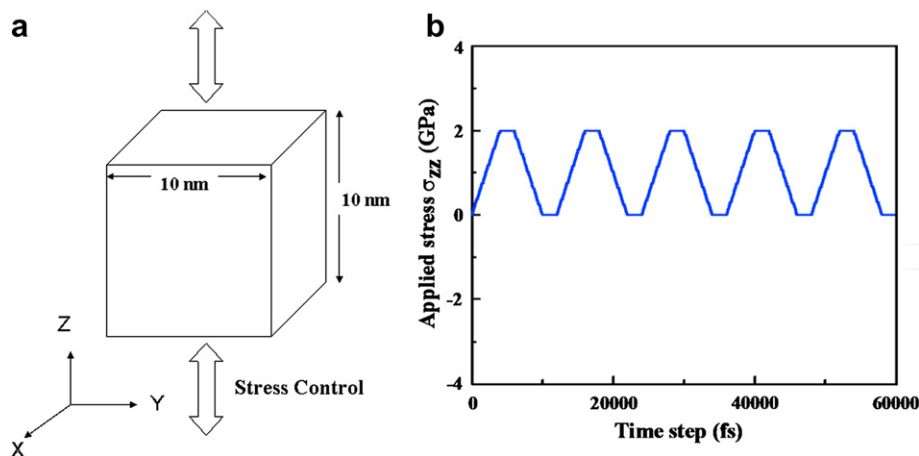 a
10 nm
10 nm
Z
Y
X
Stress Control
b
Applied stress σzz (GPa)
4
2
0
-2
-4
0
20000
40000
60000
Time step (fs)